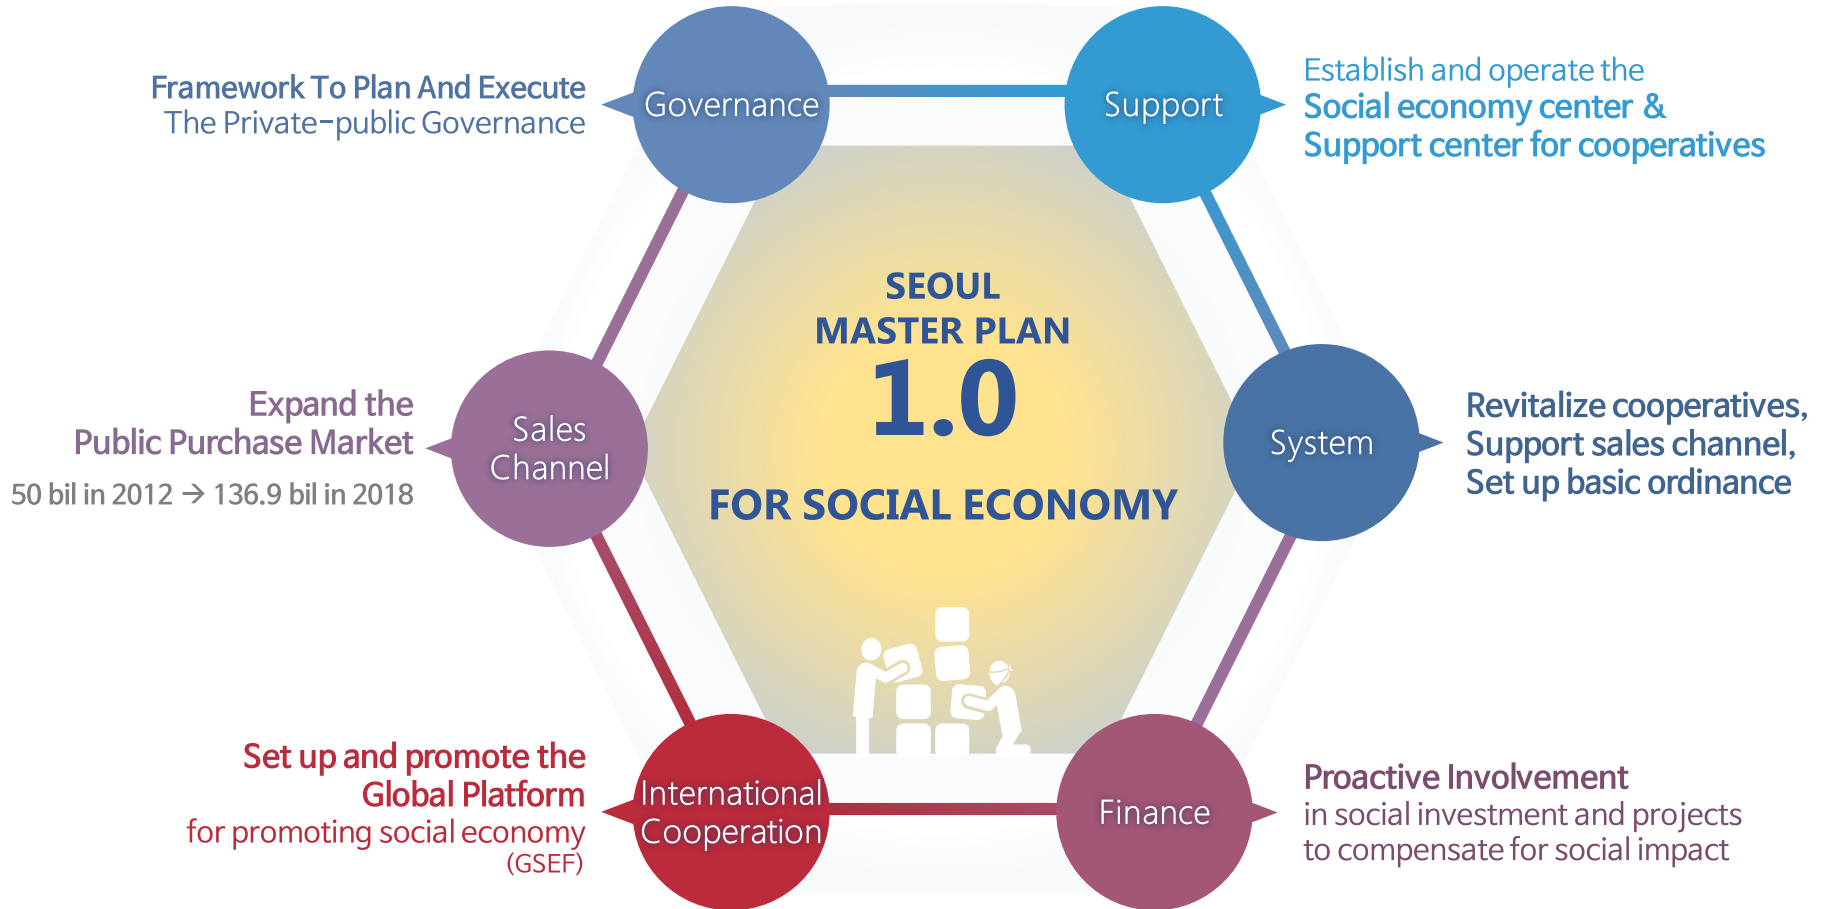 Framework To Plan And Execute
The Private-public Governance
Governance
Support
Establish and operate the
Social economy center &
Support center for cooperatives
SEOUL
MASTER PLAN
1.0
FOR SOCIAL ECONOMY
Expand the
Public Purchase Market
50 bil in 2012 → 136.9 bil in 2018
Sales
Channel
System
Revitalize cooperatives,
Support sales channel,
Set up basic ordinance
Set up and promote the
Global Platform
for promoting social economy
(GSEF)
International
Cooperation
Finance
Proactive Involvement
in social investment and projects
to compensate for social impact